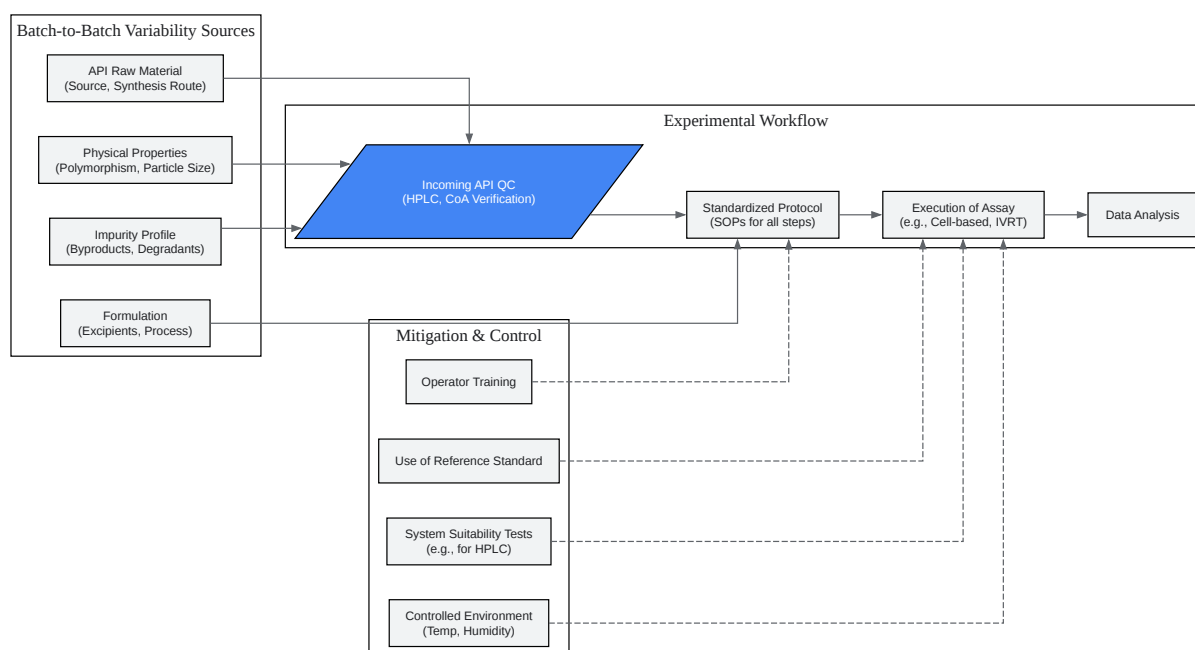 Batch-to-Batch Variability Sources
API Raw Material
(Source, Synthesis Route)
Physical Properties
(Polymorphism, Particle Size)
Impurity Profile
(Byproducts, Degradants)
Formulation
(Excipients, Process)
Experimental Workflow
Incoming API QC
(HPLC, CoA Verification)
Standardized Protocol
(SOPs for all steps)
Execution of Assay
(e.g., Cell-based, IVRT)
Data Analysis
Mitigation & Control
Operator Training
Use of Reference Standard
System Suitability Tests
(e.g., for HPLC)
Controlled Environment
(Temp, Humidity)